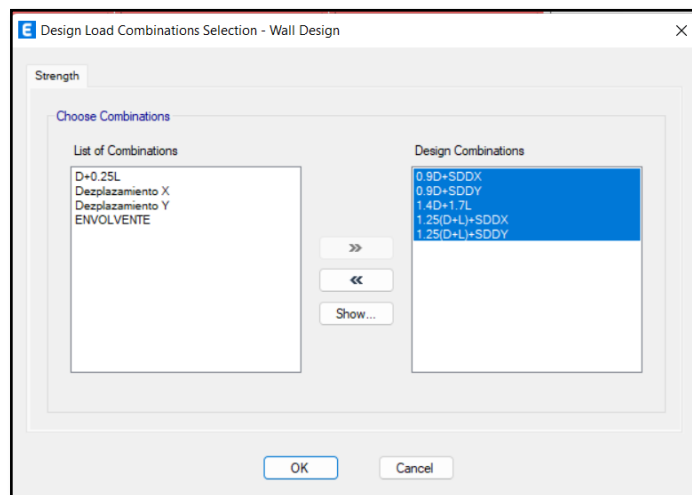 E Design Load Combinations Selection - Wall Design
Strength
Choose Combinations
List of Combinations
D+0.25L
Dezplazamiento X
Dezplazamiento Y
ENVOLVENTE
>>
<<
Show...
Design Combinations
0.9D+SDDX
0.9D+SDDY
1.4D+1.7L
1.25(D+L)+SDDX
1.25(D+L)+SDDY
OK
Cancel